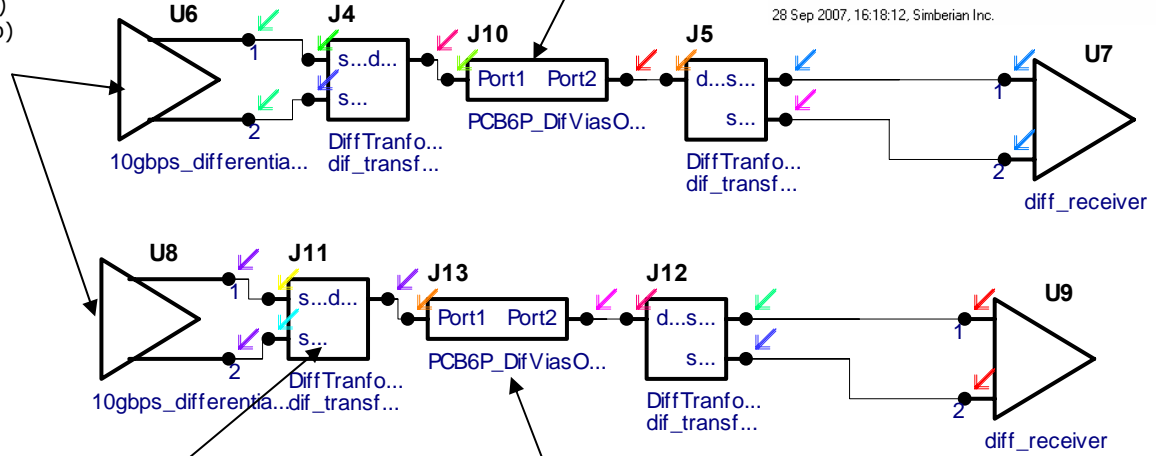 28 Sep 2007, 16:18:12, Simberian Inc.
U6
J4
J10
J5
U7
1
2
s...d...
s...
Port1 Port2
d...s...
s...
1
2
10gbps_differentia...
DiffTranfo...
dif_transf...
PCB6P_DifViasO...
DiffTranfo...
dif_transf...
diff_receiver
U8
J11
J13
J12
U9
1
2
s...d...
s...
Port1 Port2
d...s...
s...
1
2
10gbps_differentia...
DiffTranfo...
dif_transf...
PCB6P_DifViasO...
DiffTranfo...
dif_transf...
diff_receiver